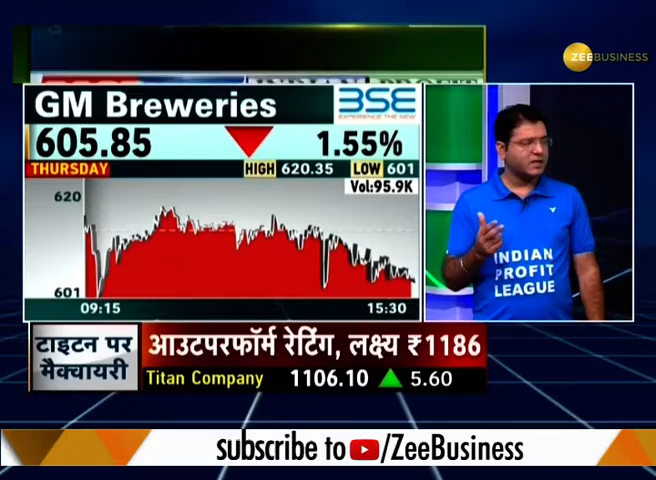 ZEEBUSINESS
GM Breweries
BSE
EXPERIENCE THE NEW
605.85 1.55%
THURSDAY HIGH 620.35 LOW 601
Vol:95.9K
620
601
09:15 15:30
INDIAN
PROFIT
LEAGUE
टाइटन पर
मैक्वायरी
आउटपरफॉर्म रेटिंग, लक्ष्य ₹1186
Titan Company 1106.10 5.60
subscribe to /ZeeBusiness